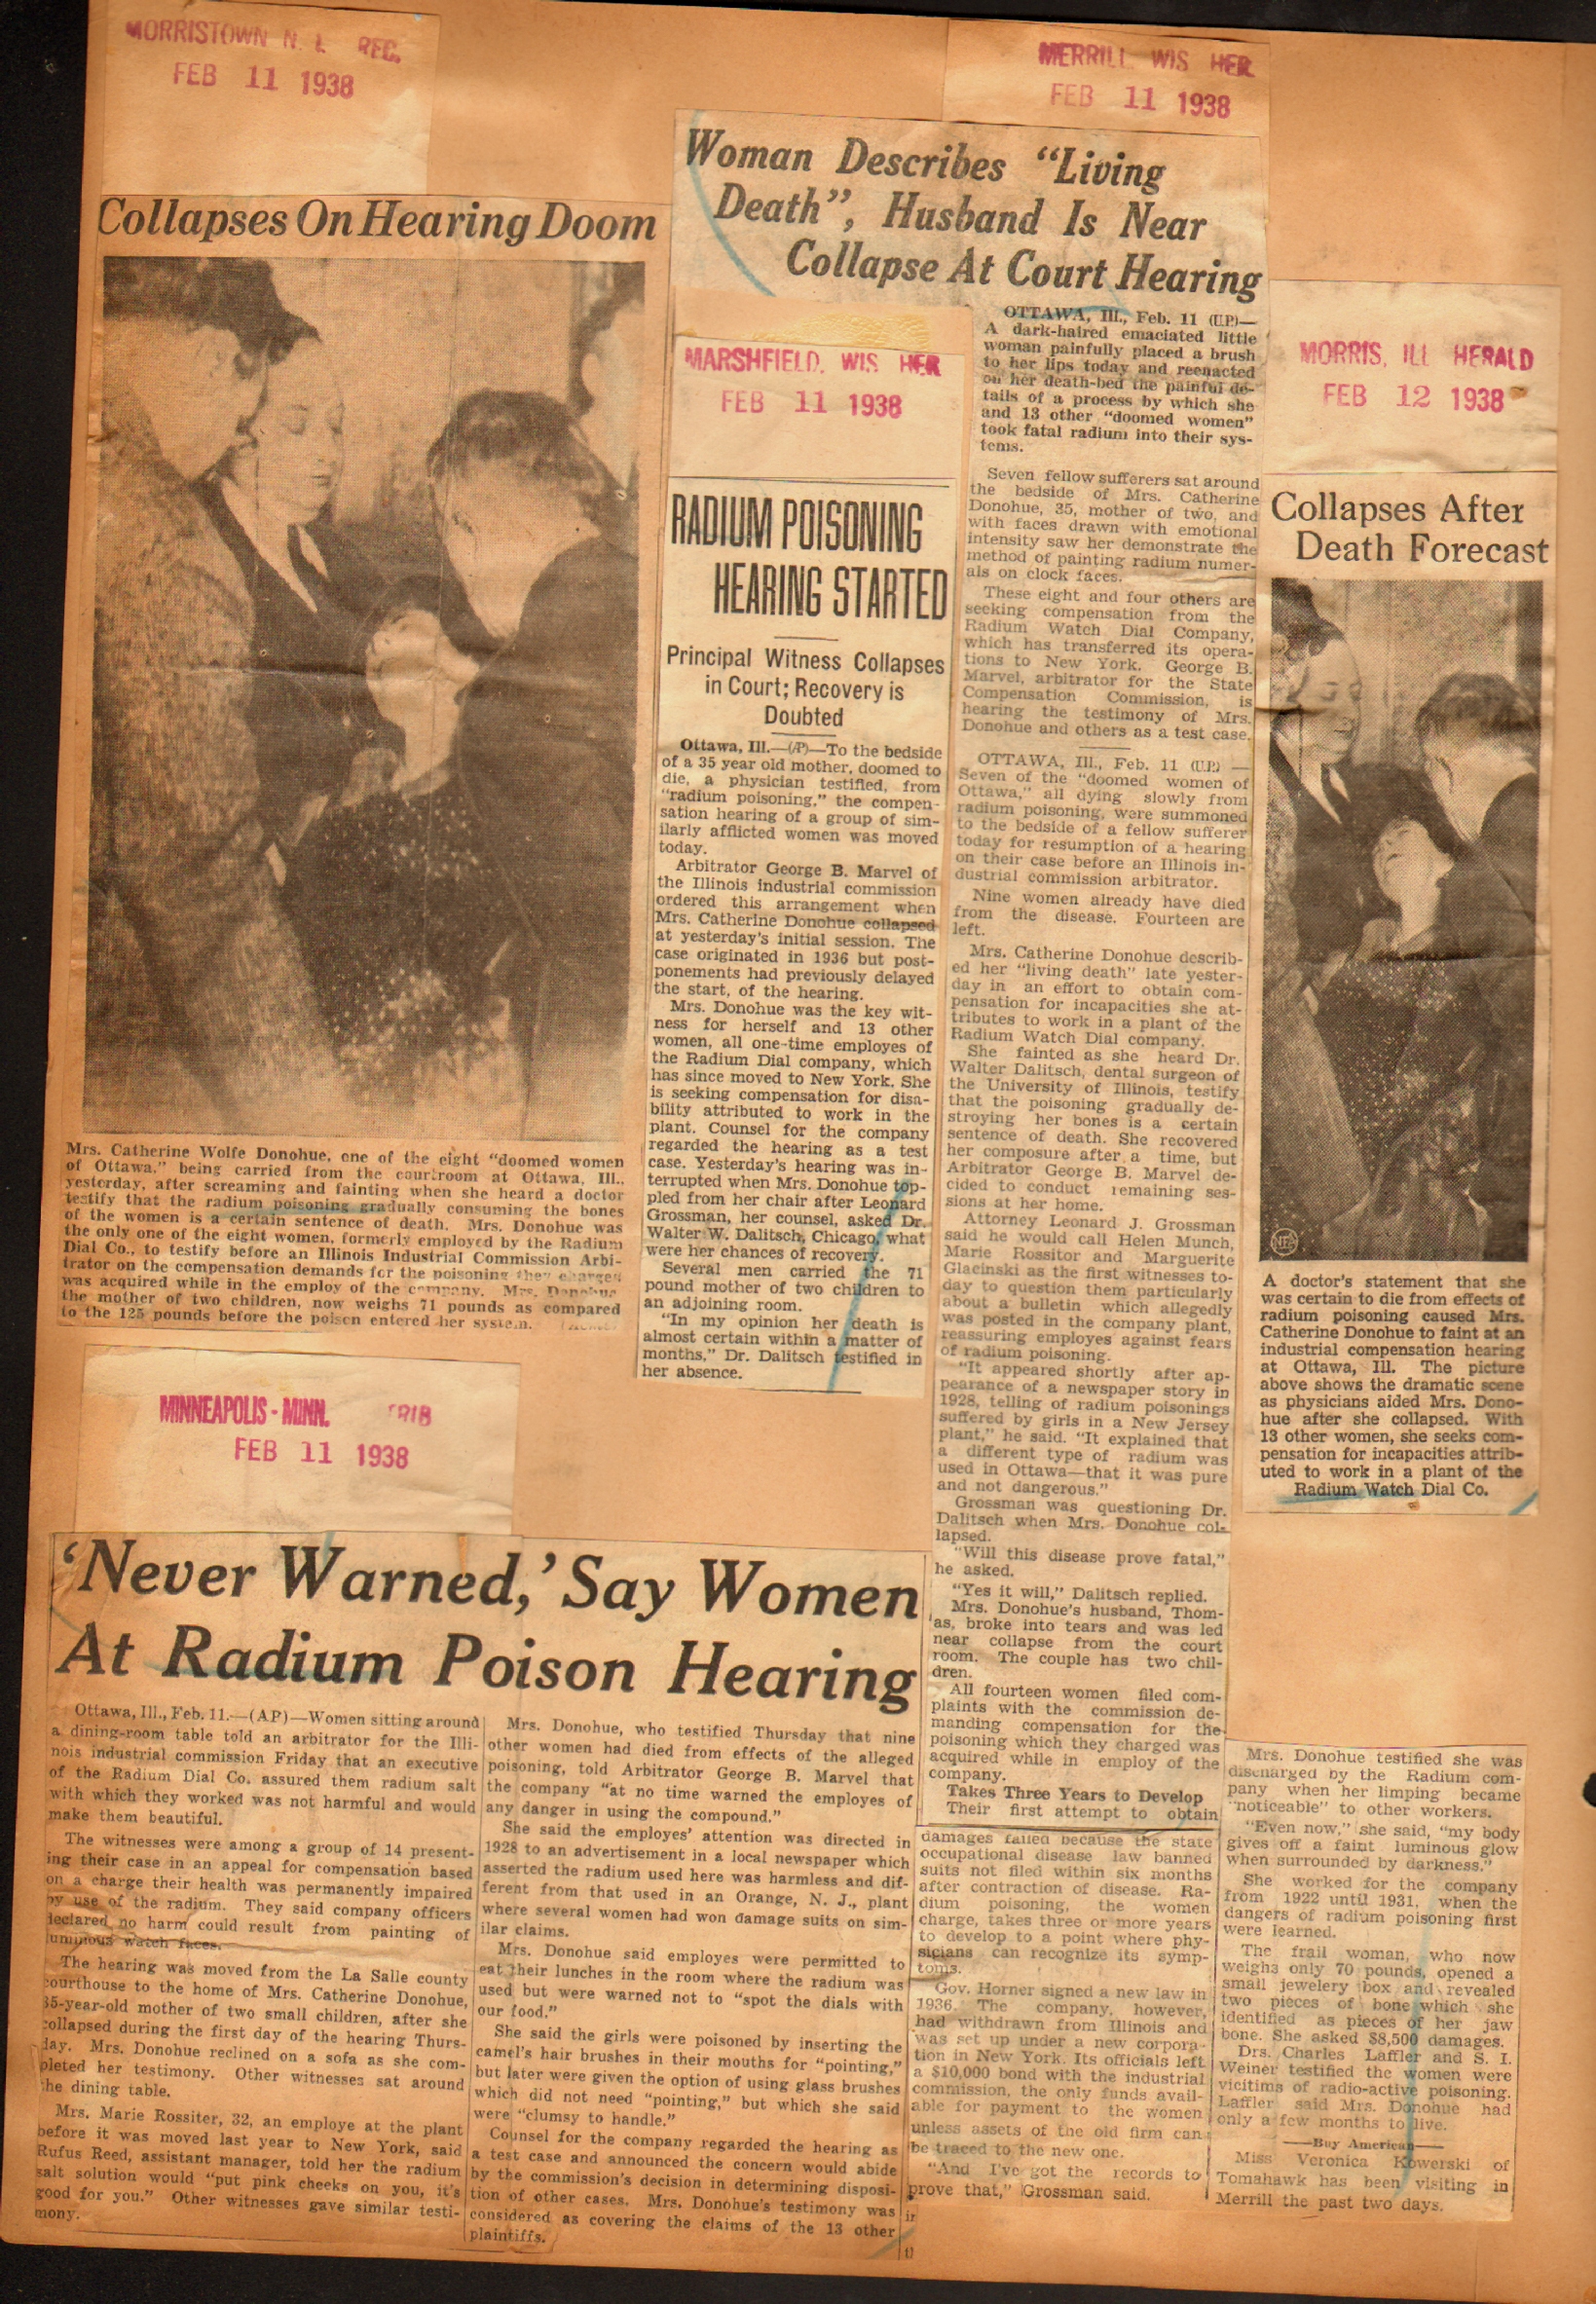 MORRISTOWN N. J. REC.
FEB 11 1938
Collapses On Hearing Doom
Mrs. Catherine Wolfe Donohue, one of the eight "doomed women
of Ottawa," being carried from the courtroom at Ottawa, Ill.,
yesterday, after screaming and fainting when she heard a doctor
testify that the radium poisoning gradually consuming the bones
of the women is a certain sentence of death. Mrs. Donohue was
the only one of the eight women, formerly employed by the Radium
Dial Co., to testify before an Illinois Industrial Commission Arbi-
trator on the compensation demands for the poisoning they charged
was acquired while in the employ of the company. Mrs. Donohue
the mother of two children, now weighs 71 pounds as compared
to the 125 pounds before the poison entered her system.
MERRILL WIS HER
FEB 11 1938
Woman Describes "Living
Death", Husband Is Near
Collapse At Court Hearing
OTTAWA, Ill., Feb. 11 (U.P.)—
A dark-haired emaciated little
woman painfully placed a brush
to her lips today and reenacted
on her death-bed the painful de-
tails of a process by which she
and 13 other "doomed women"
took fatal radium into their sys-
tems.
Seven fellow sufferers sat around
the bedside of Mrs. Catherine
Donohue, 35, mother of two, and
with faces drawn with emotional
intensity saw her demonstrate the
method of painting radium numer-
als on clock faces.
These eight and four others are
seeking compensation from the
Radium Watch Dial Company,
which has transferred its opera-
tions to New York. George B.
Marvel, arbitrator for the State
Compensation Commission, is
hearing the testimony of Mrs.
Donohue and others as a test case.
OTTAWA, Ill., Feb. 11 (U.P.) —
Seven of the "doomed women of
Ottawa," all dying slowly from
radium poisoning, were summoned
to the bedside of a fellow sufferer
today for resumption of a hearing
on their case before an Illinois in-
dustrial commission arbitrator.
Nine women already have died
from the disease. Fourteen are
left.
Mrs. Catherine Donohue describ-
ed her "living death" late yester-
day in an effort to obtain com-
pensation for incapacities she at-
tributes to work in a plant of the
Radium Watch Dial company.
She fainted as she heard Dr.
Walter Dalitsch, dental surgeon of
the University of Illinois, testify
that the poisoning gradually de-
stroying her bones is a certain
sentence of death. She recovered
her composure after a time, but
Arbitrator George B. Marvel de-
cided to conduct remaining ses-
sions at her home.
Attorney Leonard J. Grossman
said he would call Helen Munch,
Marie Rossitor and Marguerite
Glacinski as the first witnesses to-
day to question them particularly
about a bulletin which allegedly
was posted in the company plant,
reassuring employes against fears
of radium poisoning.
"It appeared shortly after ap-
pearance of a newspaper story in
1928, telling of radium poisonings
suffered by girls in a New Jersey
plant," he said. "It explained that
a different type of radium was
used in Ottawa—that it was pure
and not dangerous."
Grossman was questioning Dr.
Dalitsch when Mrs. Donohue col-
lapsed.
"Will this disease prove fatal,"
he asked.
"Yes it will," Dalitsch replied.
Mrs. Donohue's husband, Thom-
as, broke into tears and was led
near collapse from the court
room. The couple has two chil-
dren.
All fourteen women filed com-
plaints with the commission de-
manding compensation for the
poisoning which they charged was
acquired while in employ of the
company.
Takes Three Years to Develop
Their first attempt to obtain
damages failed because the state
occupational disease law banned
suits not filed within six months
after contraction of disease. Ra-
dium poisoning, the women
charge, takes three or more years
to develop to a point where phy-
sicians can recognize its symp-
toms.
Gov. Horner signed a new law in
1936. The company, however,
had withdrawn from Illinois and
was set up under a new corpora-
tion in New York. Its officials left
a $10,000 bond with the industrial
commission, the only funds avail-
able for payment to the women
unless assets of the old firm can
be traced to the new one.
"And I've got the records to
prove that," Grossman said.
Mrs. Donohue testified she was
discharged by the Radium com-
pany when her limping became
"noticeable" to other workers.
"Even now," she said, "my body
gives off a faint luminous glow
when surrounded by darkness."
She worked for the company
from 1922 until 1931, when the
dangers of radium poisoning first
were learned.
The frail woman, who now
weighs only 70 pounds, opened a
small jewelery box and revealed
two pieces of bone which she
identified as pieces of her jaw
bone. She asked $8,500 damages.
Drs. Charles Laffler and S. I.
Weiner testified the women were
vicitims of radio-active poisoning.
Laffler said Mrs. Donohue had
only a few months to live.
——Buy American——
Miss Veronica Kowerski of
Tomahawk has been visiting in
Merrill the past two days.
MARSHFIELD, WIS HER
FEB 11 1938
RADIUM POISONING
HEARING STARTED
Principal Witness Collapses
in Court; Recovery is
Doubted
Ottawa, Ill.—(AP)—To the bedside
of a 35 year old mother, doomed to
die, a physician testified, from
"radium poisoning," the compen-
sation hearing of a group of sim-
ilarly afflicted women was moved
today.
Arbitrator George B. Marvel of
the Illinois industrial commission
ordered this arrangement when
Mrs. Catherine Donohue collapsed
at yesterday's initial session. The
case originated in 1936 but post-
ponements had previously delayed
the start, of the hearing.
Mrs. Donohue was the key wit-
ness for herself and 13 other
women, all one-time employes of
the Radium Dial company, which
has since moved to New York. She
is seeking compensation for disa-
bility attributed to work in the
plant. Counsel for the company
regarded the hearing as a test
case. Yesterday's hearing was in-
terrupted when Mrs. Donohue top-
pled from her chair after Leonard
Grossman, her counsel, asked Dr.
Walter W. Dalitsch, Chicago, what
were her chances of recovery.
Several men carried the 71
pound mother of two children to
an adjoining room.
"In my opinion her death is
almost certain within a matter of
months," Dr. Dalitsch testified in
her absence.
MORRIS, ILL HERALD
FEB 12 1938
Collapses After
Death Forecast
NEA
A doctor's statement that she
was certain to die from effects of
radium poisoning caused Mrs.
Catherine Donohue to faint at an
industrial compensation hearing
at Ottawa, Ill. The picture
above shows the dramatic scene
as physicians aided Mrs. Dono-
hue after she collapsed. With
13 other women, she seeks com-
pensation for incapacities attrib-
uted to work in a plant of the
Radium Watch Dial Co.
MINNEAPOLIS - MINN. TRIB
FEB 11 1938
'Never Warned,' Say Women
At Radium Poison Hearing
Ottawa, Ill., Feb. 11.—(AP)—Women sitting around
a dining-room table told an arbitrator for the Illi-
nois industrial commission Friday that an executive
of the Radium Dial Co. assured them radium salt
with which they worked was not harmful and would
make them beautiful.
The witnesses were among a group of 14 present-
ing their case in an appeal for compensation based
on a charge their health was permanently impaired
by use of the radium. They said company officers
declared no harm could result from painting of
luminous watch faces.
The hearing was moved from the La Salle county
courthouse to the home of Mrs. Catherine Donohue,
35-year-old mother of two small children, after she
collapsed during the first day of the hearing Thurs-
day. Mrs. Donohue reclined on a sofa as she com-
pleted her testimony. Other witnesses sat around
the dining table.
Mrs. Marie Rossiter, 32, an employe at the plant
before it was moved last year to New York, said
Rufus Reed, assistant manager, told her the radium
salt solution would "put pink cheeks on you, it's
good for you." Other witnesses gave similar testi-
mony.
Mrs. Donohue, who testified Thursday that nine
other women had died from effects of the alleged
poisoning, told Arbitrator George B. Marvel that
the company "at no time warned the employes of
any danger in using the compound."
She said the employes' attention was directed in
1928 to an advertisement in a local newspaper which
asserted the radium used here was harmless and dif-
ferent from that used in an Orange, N. J., plant
where several women had won damage suits on sim-
ilar claims.
Mrs. Donohue said employes were permitted to
eat their lunches in the room where the radium was
used but were warned not to "spot the dials with
our food."
She said the girls were poisoned by inserting the
camel's hair brushes in their mouths for "pointing,"
but later were given the option of using glass brushes
which did not need "pointing," but which she said
were "clumsy to handle."
Counsel for the company regarded the hearing as
a test case and announced the concern would abide
by the commission's decision in determining disposi-
tion of other cases. Mrs. Donohue's testimony was
considered as covering the claims of the 13 other
plaintiffs.